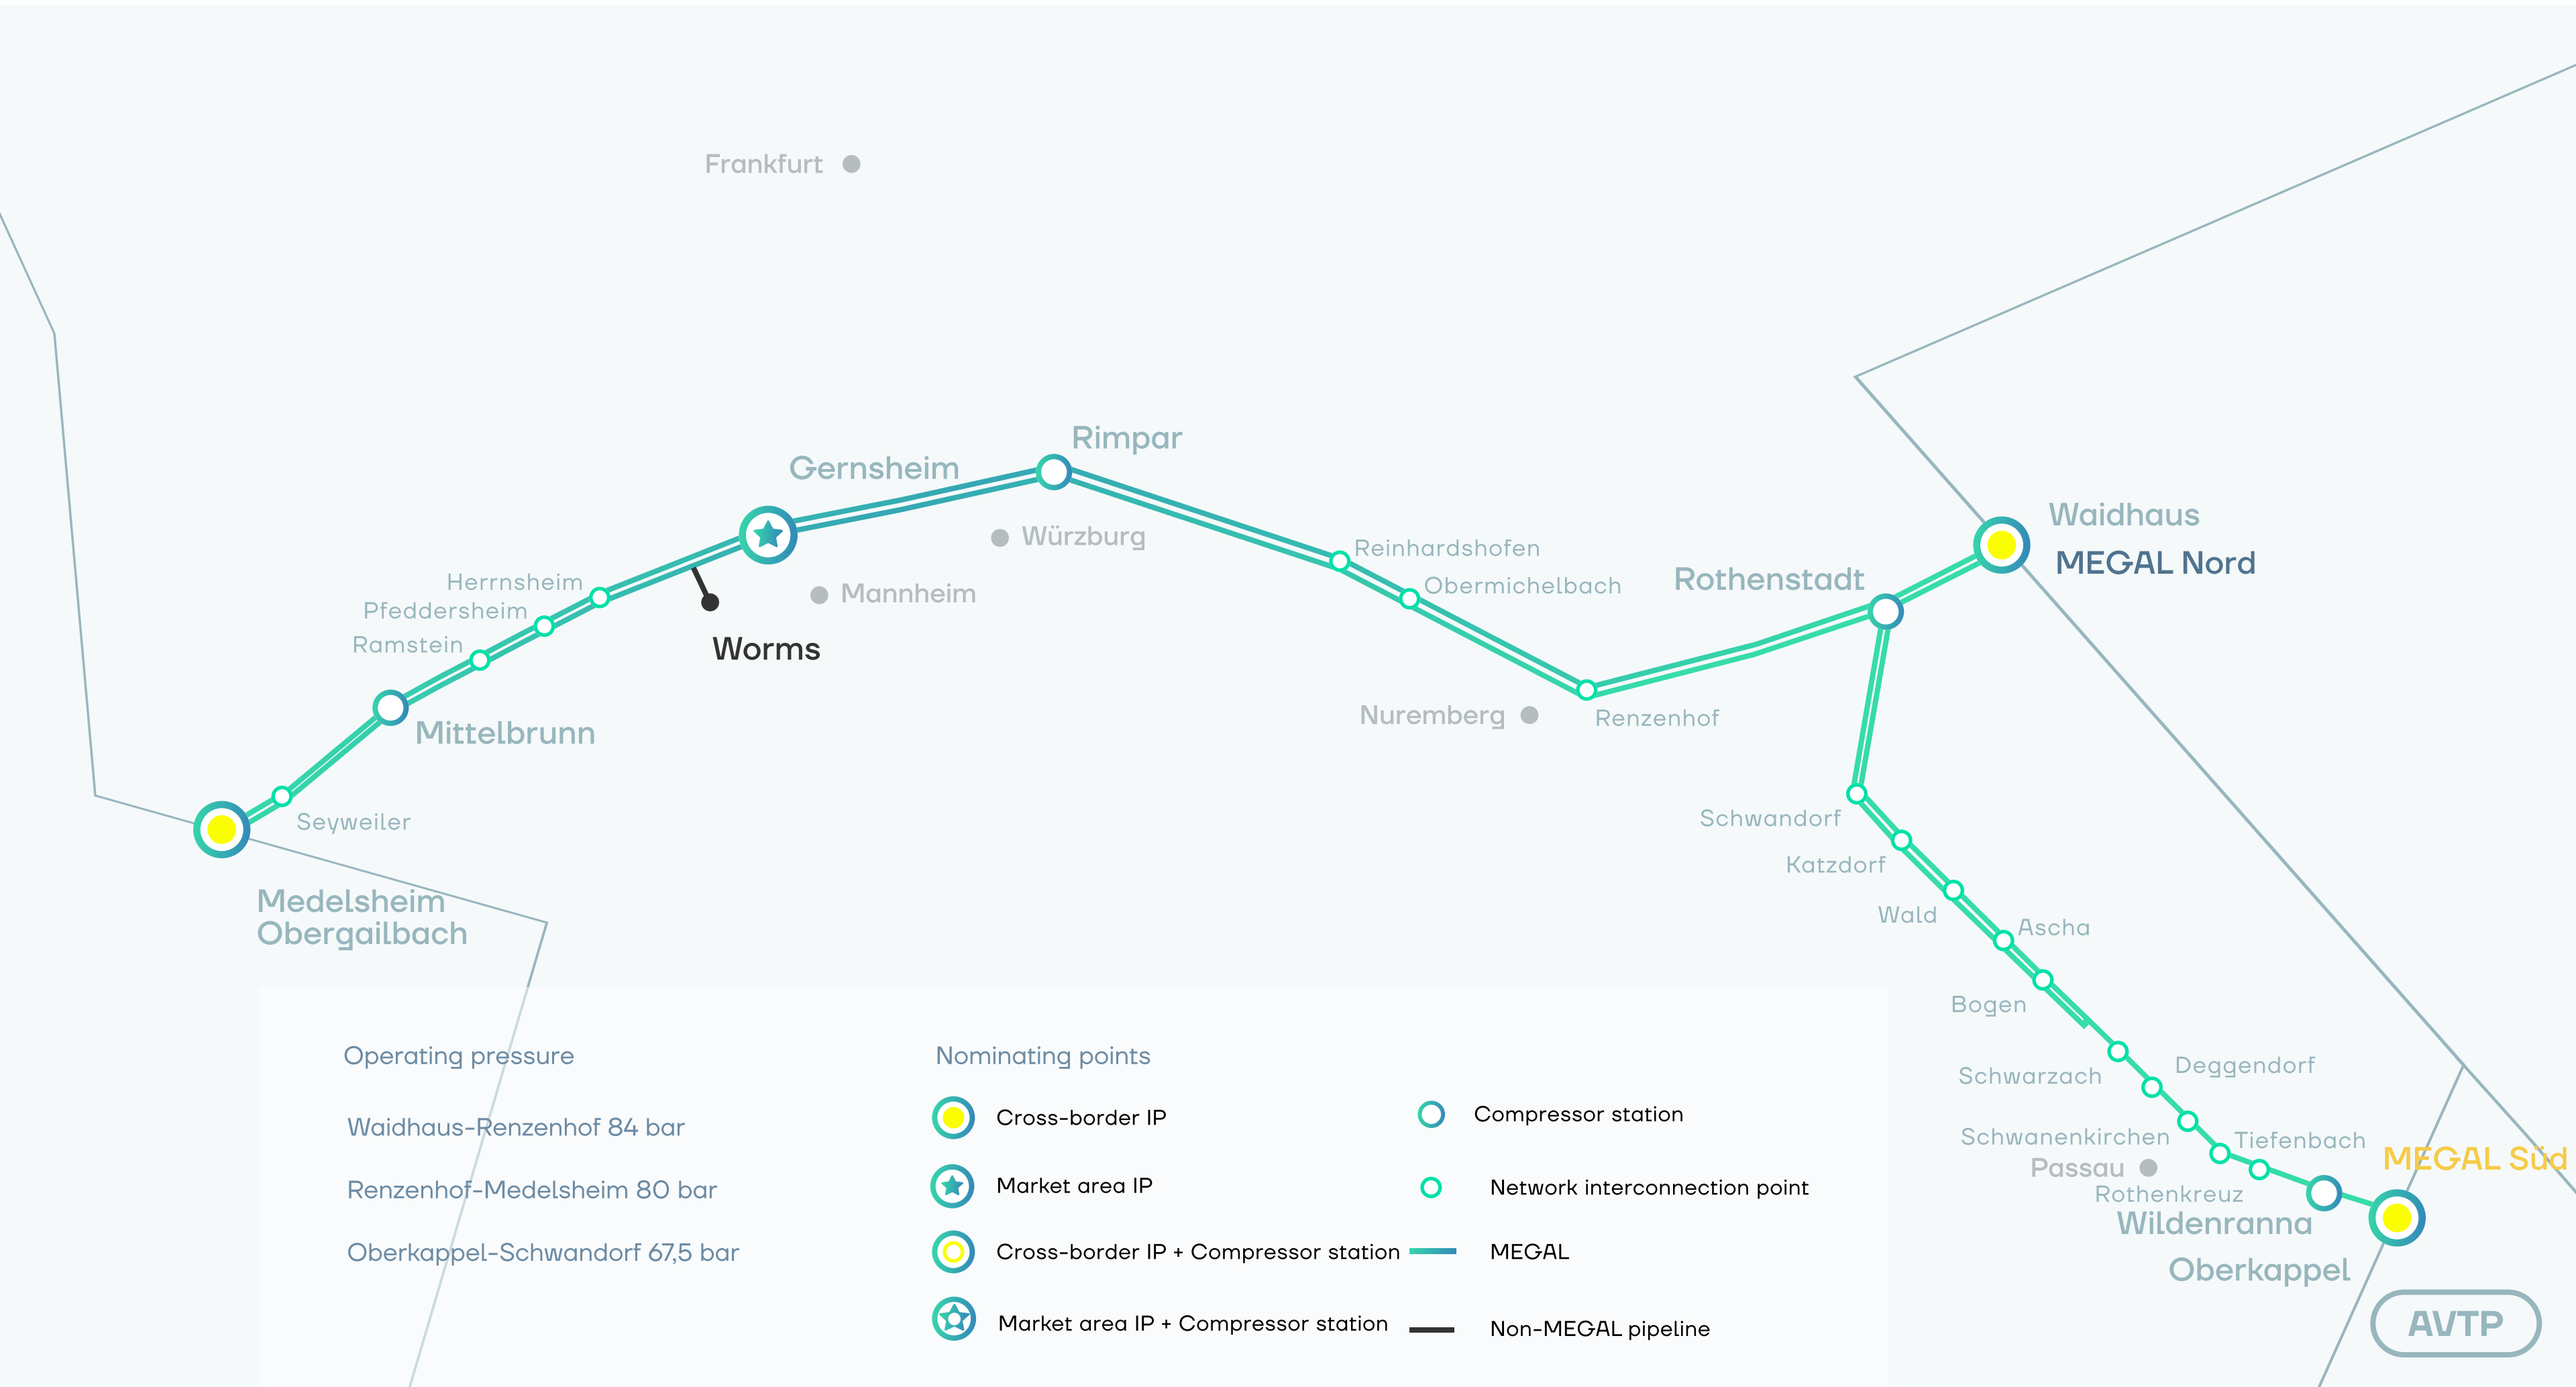 Frankfurt
Rimpar
Gernsheim
Waidhaus
MEGAL Nord
Würzburg
Reinhardshofen
Herrnsheim
Rothenstadt
Obermichelbach
Mannheim
Pfeddersheim
Ramstein
Worms
Nuremberg
Renzenhof
Mittelbrunn
Seyweiler
Schwandorf
Katzdorf
Medelsheim
Obergailbach
Wald
Ascha
Bogen
Schwarzach
Deggendorf
Schwanenkirchen
Tiefenbach
MEGAL Süd
Passau
Rothenkreuz
Wildenranna
Oberkappel
AVTP
Operating pressure
Waidhaus-Renzenhof 84 bar
Renzenhof-Medelsheim 80 bar
Oberkappel-Schwandorf 67,5 bar
Nominating points
Cross-border IP
Market area IP
Cross-border IP + Compressor station
Market area IP + Compressor station
Compressor station
Network interconnection point
MEGAL
Non-MEGAL pipeline